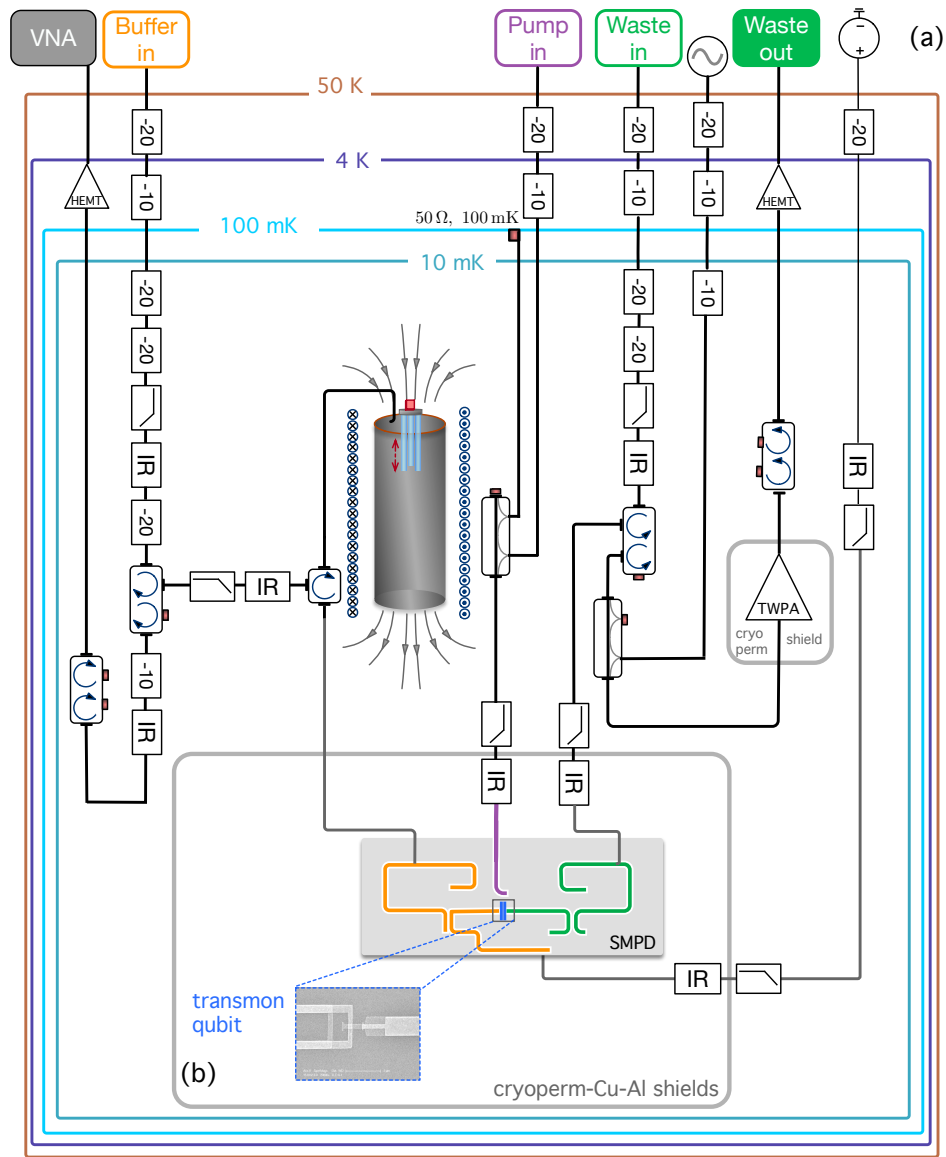 VNA
Buffer
in
Pump
in
Waste
in
Waste
out
−
+
(a)
50 K
-20
-20
-20
-20
-20
4 K
HEMT
-10
-10
-10
-10
HEMT
50 Ω, 100 mK
100 mK
10 mK
-20
-20
-10
-20
-20
IR
IR
-20
IR
TWPA
cryo
perm
shield
-10
IR
IR
IR
IR
SMPD
IR
transmon
qubit
(b)
cryoperm-Cu-Al shields